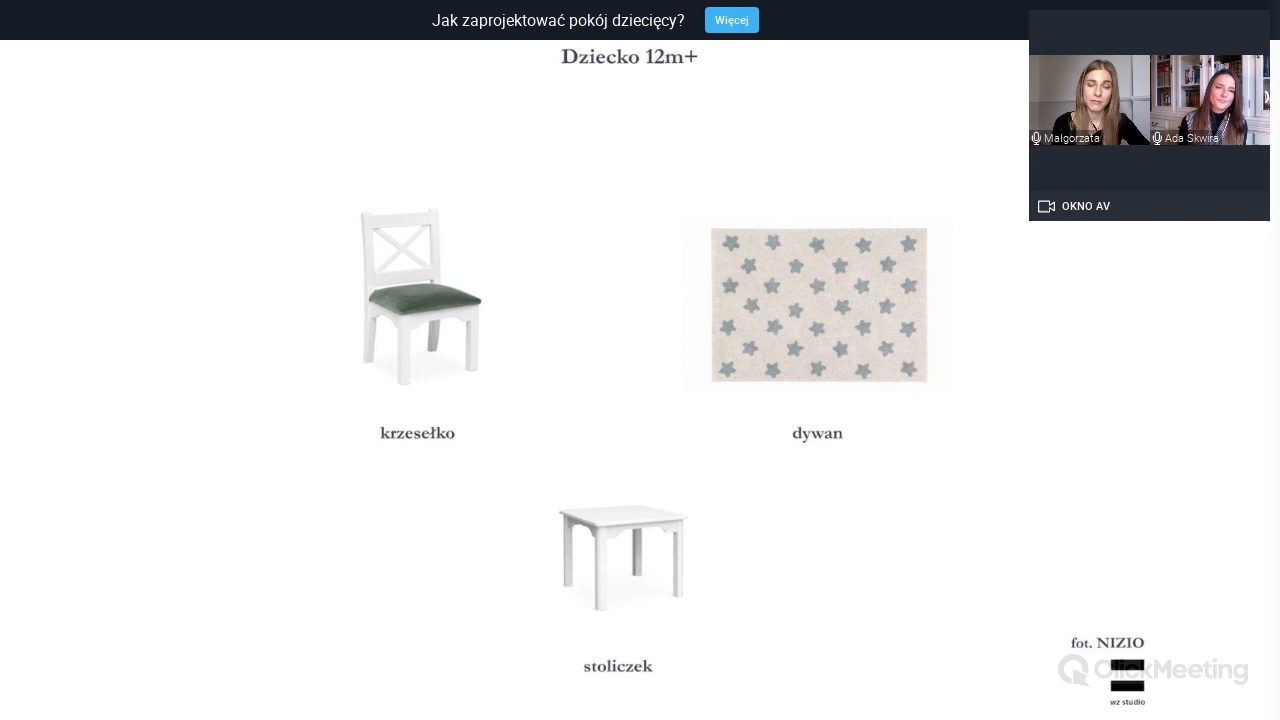 Jak zaprojektować pokój dziecięcy?
Więcej
Dziecko 12m+
Małgorzata
Ada Skwira
OKNO AV
krzesełko
dywan
stoliczek
fot. NIZIO
ClickMeeting
wz studio